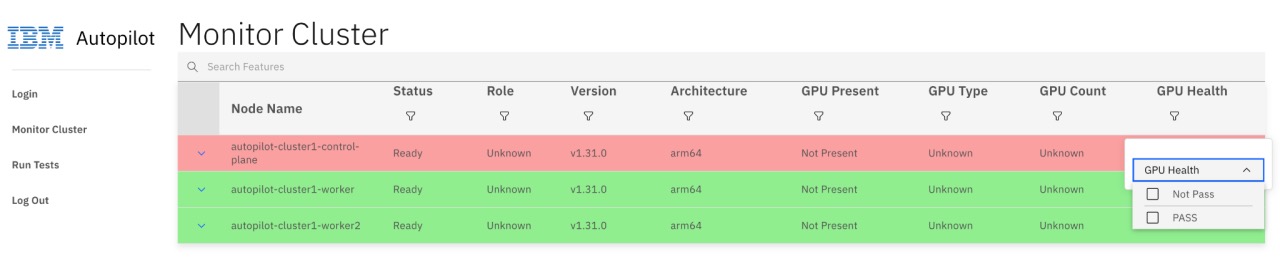 IBM Autopilot
Monitor Cluster
Search Features
Login
Monitor Cluster
Run Tests
Log Out
Node Name Status Role Version Architecture GPU Present GPU Type GPU Count GPU Health
autopilot-cluster1-control-
plane Ready Unknown v1.31.0 arm64 Not Present Unknown Unknown
autopilot-cluster1-worker Ready Unknown v1.31.0 arm64 Not Present Unknown Unknown
autopilot-cluster1-worker2 Ready Unknown v1.31.0 arm64 Not Present Unknown Unknown
GPU Health
Not Pass
PASS